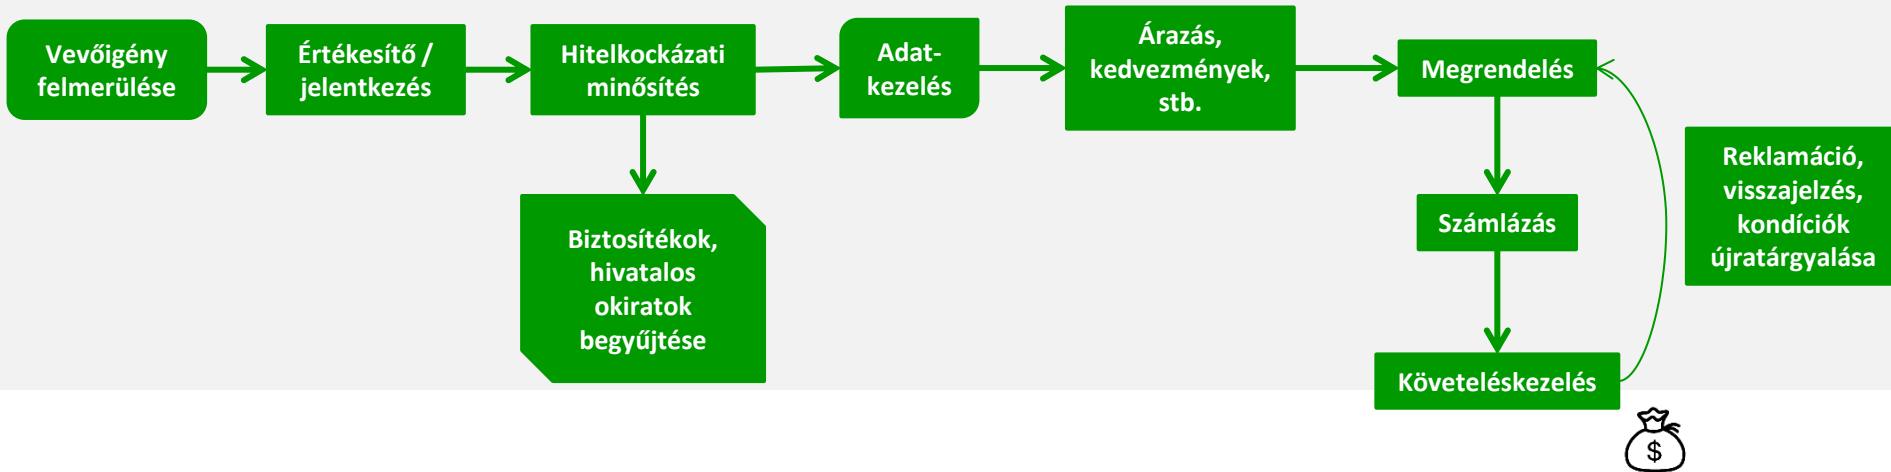 Vevőigény
felmerülése
Értékesítő /
jelentkezés
Hitelkockázati
minősítés
Adat-
kezelés
Árazás,
kedvezmények,
stb.
Megrendelés
Biztosítékok,
hivatalos
okiratok
begyűjtése
Számlázás
Reklamáció,
visszajelzés,
kondíciók
újratárgyalása
Követeléskezelés
$